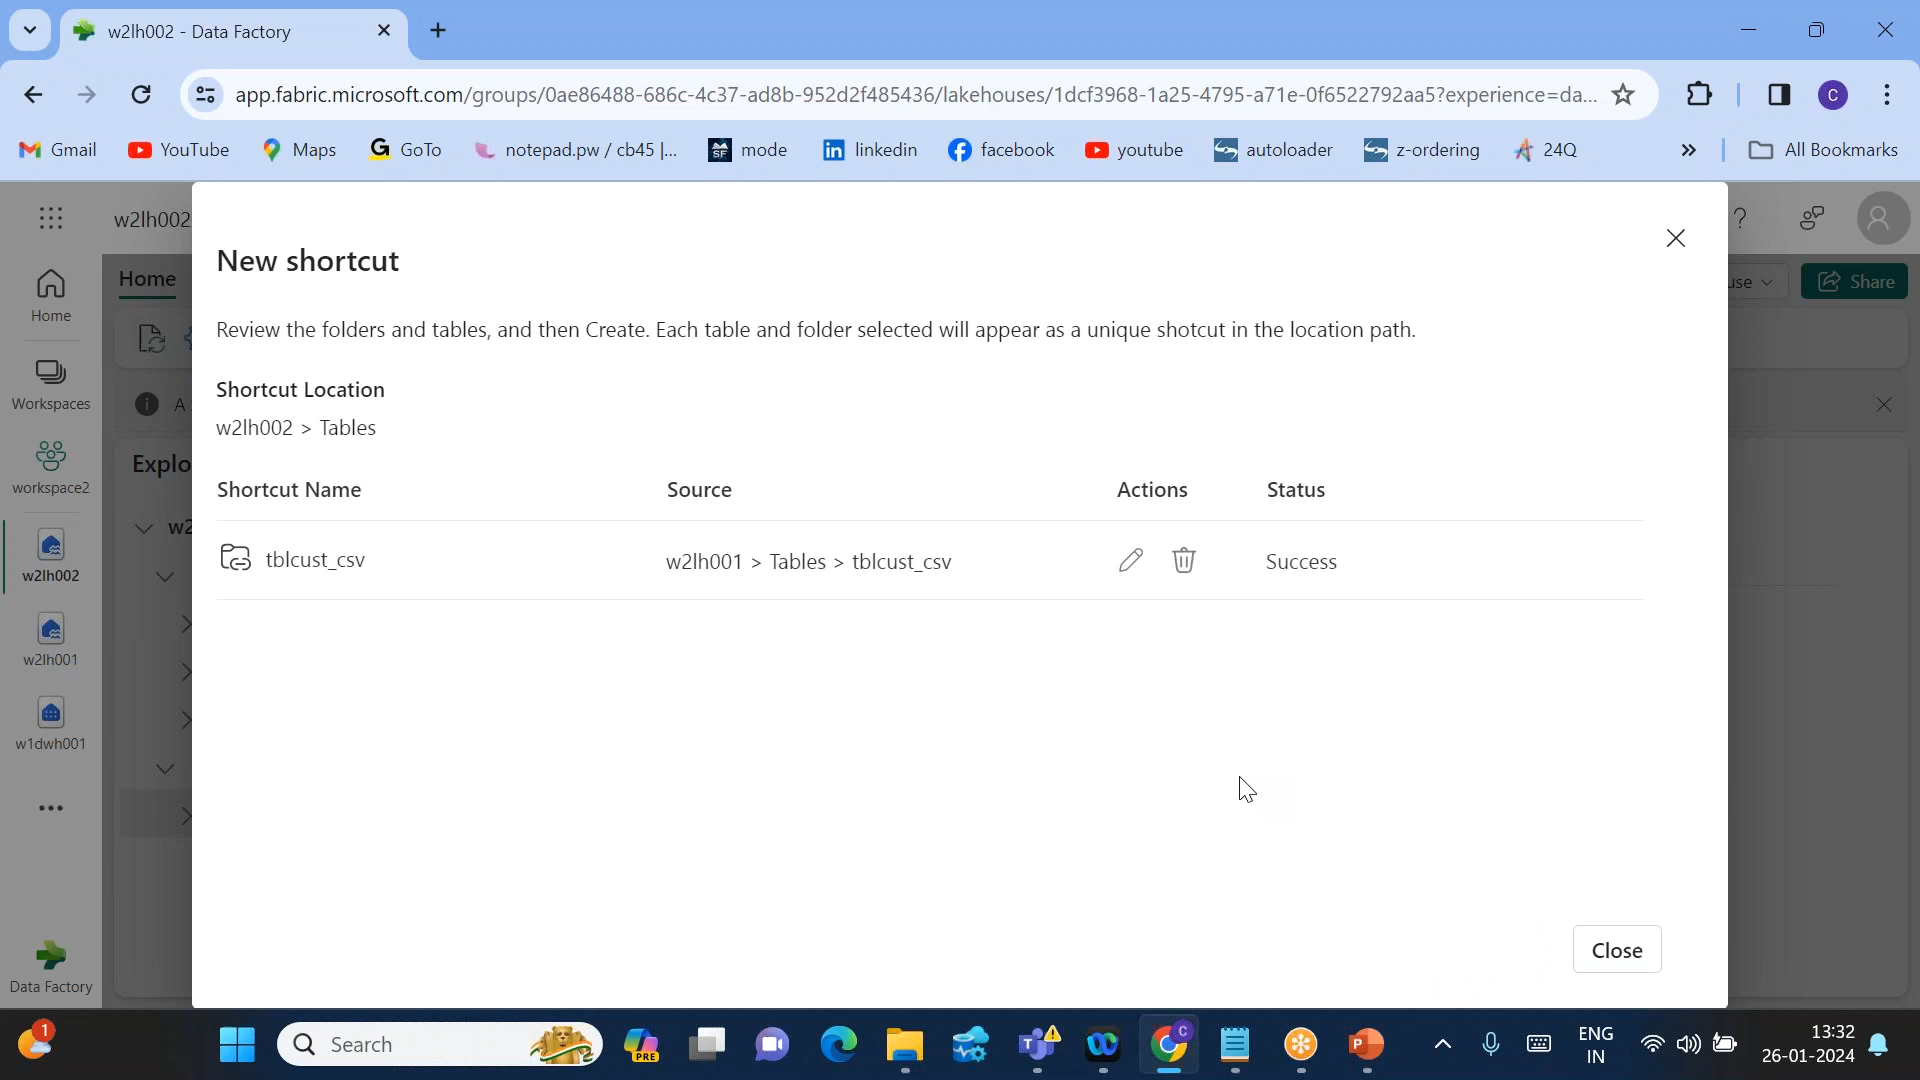 w2lh002 - Data Factory
app.fabric.microsoft.com/groups/0ae86488-686c-4c37-ad8b-952d2f485436/lakehouses/1dcf3968-1a25-4795-a71e-0f6522792aa5?experience=da...
Gmail YouTube Maps GoTo notepad.pw / cb45 |... mode linkedin facebook youtube autoloader z-ordering 24Q » All Bookmarks
w2lh002
New shortcut
Home
use
Share
Home
Review the folders and tables, and then Create. Each table and folder selected will appear as a unique shotcut in the location path.
Workspaces
A
Shortcut Location
w2lh002 > Tables
Explo
workspace2
Shortcut Name Source Actions Status
w2
tblcust_csv w2lh001 > Tables > tblcust_csv Success
w2lh002
w2lh001
w1dwh001
Close
Data Factory
1
Search
PRE
C
ENG
IN
13:32
26-01-2024